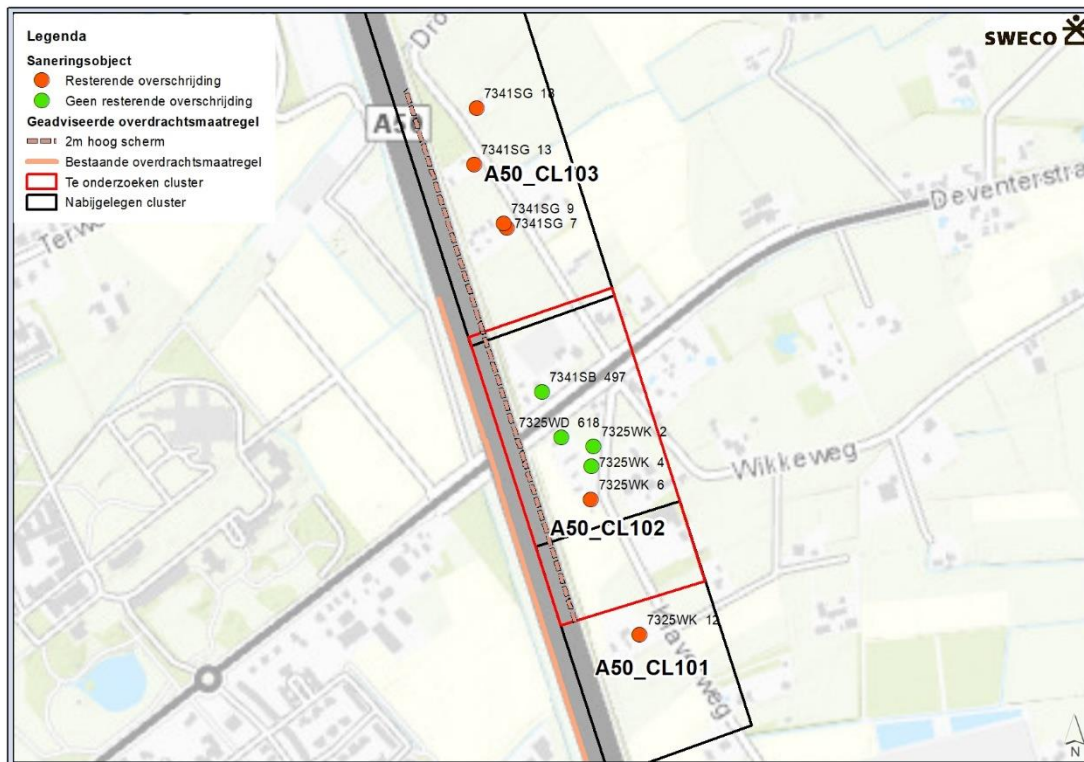 Legenda
Saneringsobject
Resterende overschrijding
Geen resterende overschrijding
Geadviseerde overdrachtsmaatregel
2m hoog scherm
Bestaande overdrachtsmaatregel
Te onderzoeken cluster
Nabijgelegen cluster
SWECO
A50
7341SG 13
A50_CL103
7341SG 9
7341SG 7
Deventerstra
7341SB 497
7325WD 618
7325WK 2
7325WK 4
Wikkeweg
7325WK 6
A50_CL102
7325WK 12
A50_CL101
N